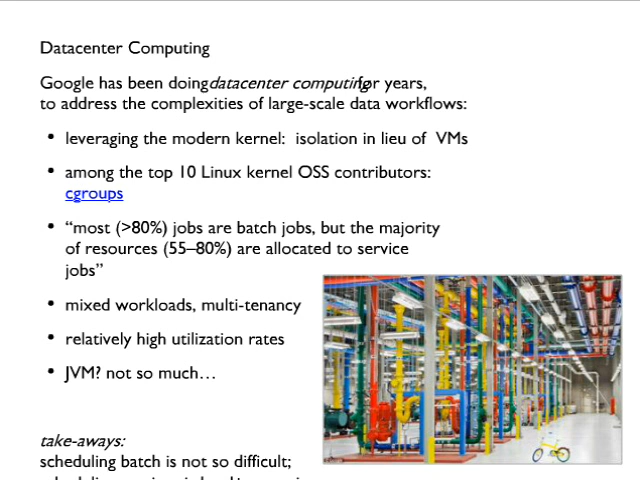 Datacenter Computing
Google has been doing datacenter computing for years,
to address the complexities of large-scale data workflows:
• leveraging the modern kernel: isolation in lieu of VMs
• among the top 10 Linux kernel OSS contributors:
cgroups
• “most (>80%) jobs are batch jobs, but the majority
of resources (55–80%) are allocated to service
jobs”
• mixed workloads, multi-tenancy
• relatively high utilization rates
• JVM? not so much…
take-aways:
scheduling batch is not so difficult;